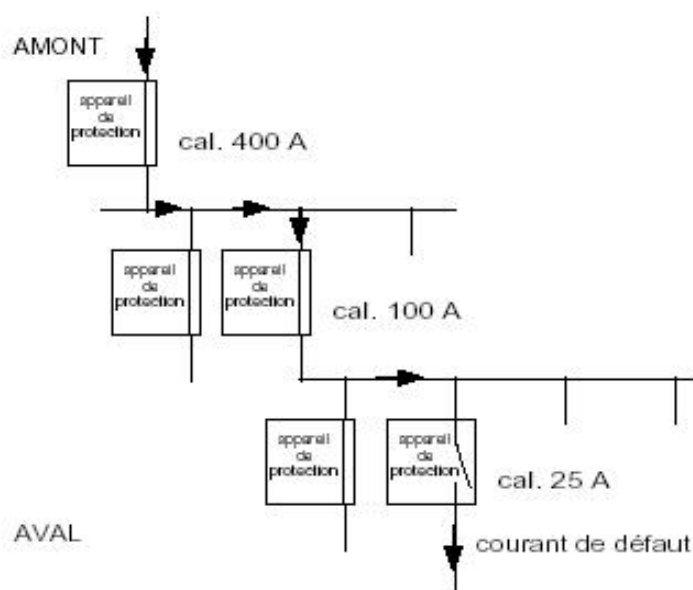 AMONT
appareil
de
protection
cal. 400 A
appareil
de
protection
appareil
de
protection
cal. 100 A
appareil
de
protection
appareil
de
protection
cal. 25 A
AVAL
courant de défaut